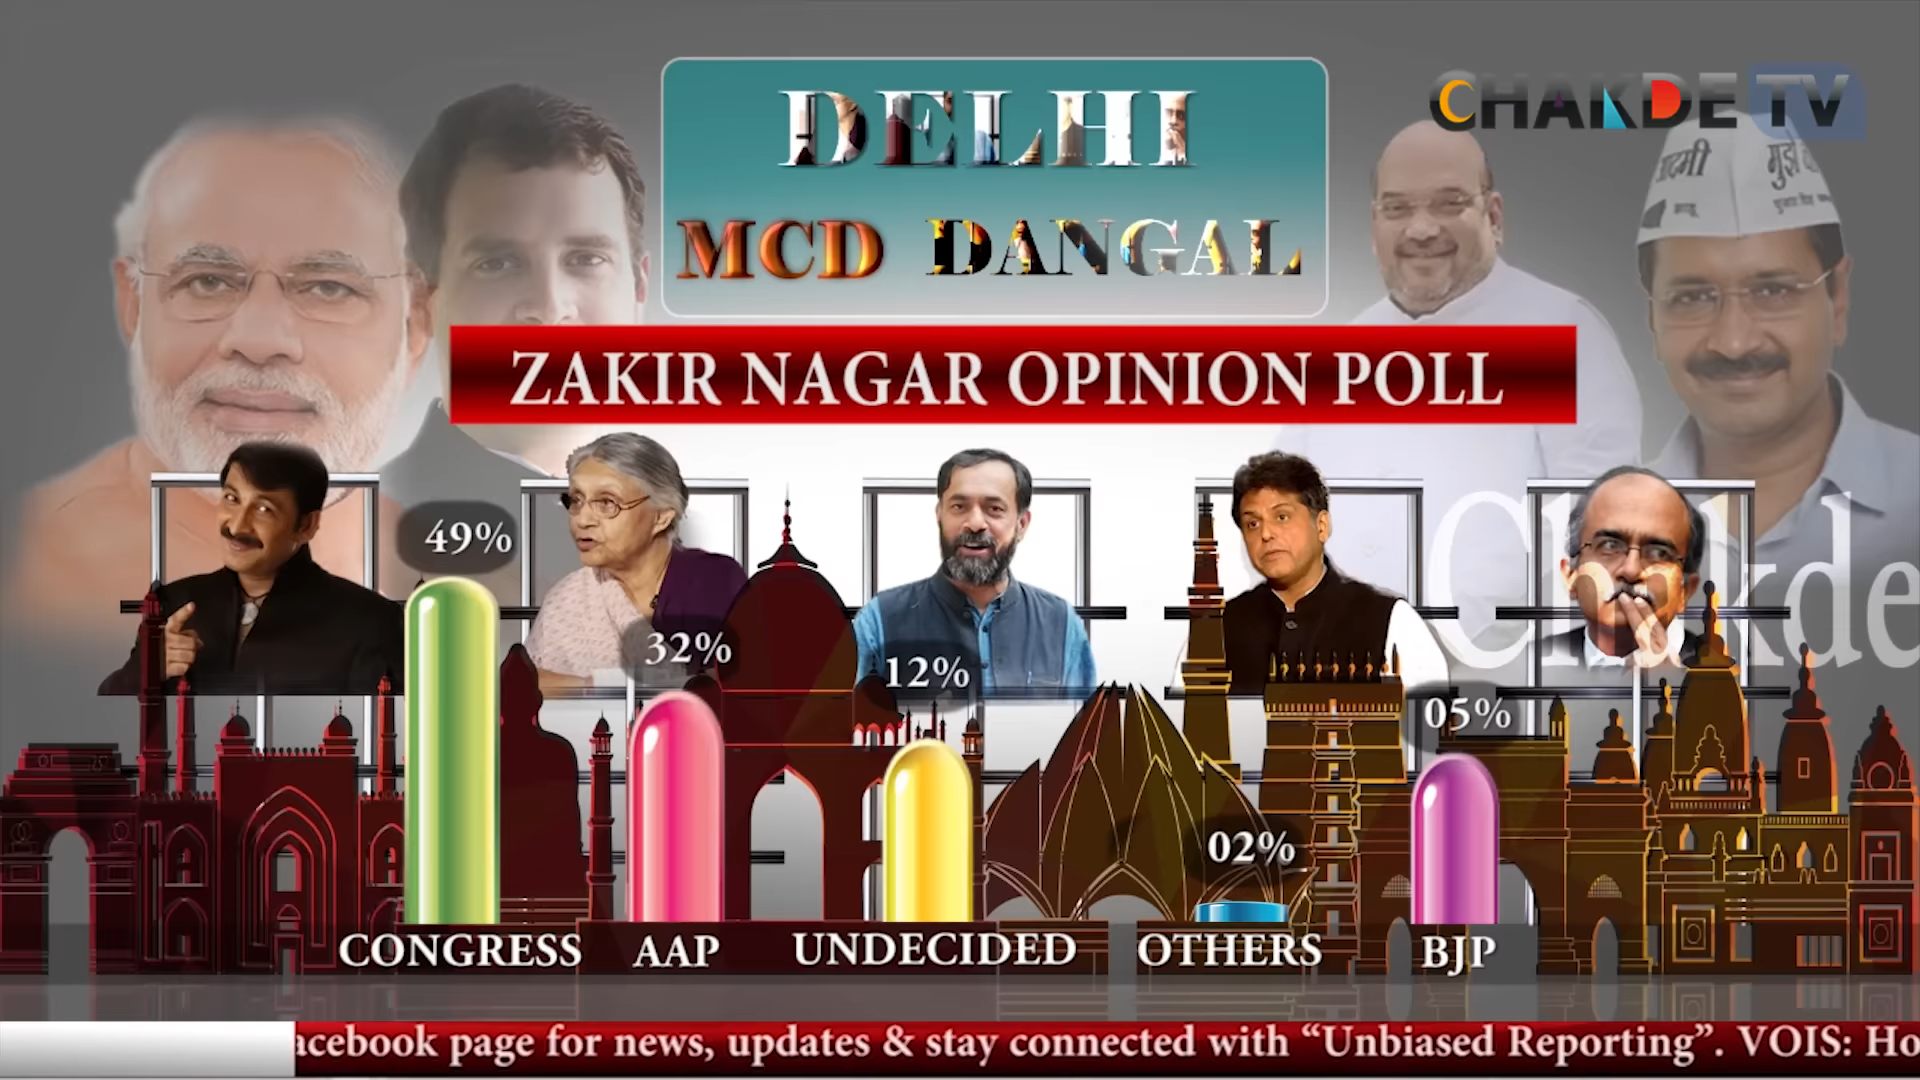 CHAKDE TV
DELHI
MCD DANGAL
ZAKIR NAGAR OPINION POLL
49%
32%
12%
02%
05%
CONGRESS AAP UNDECIDED OTHERS BJP
Chakde
acebook page for news, updates & stay connected with “Unbiased Reporting”. VOIS: Ho